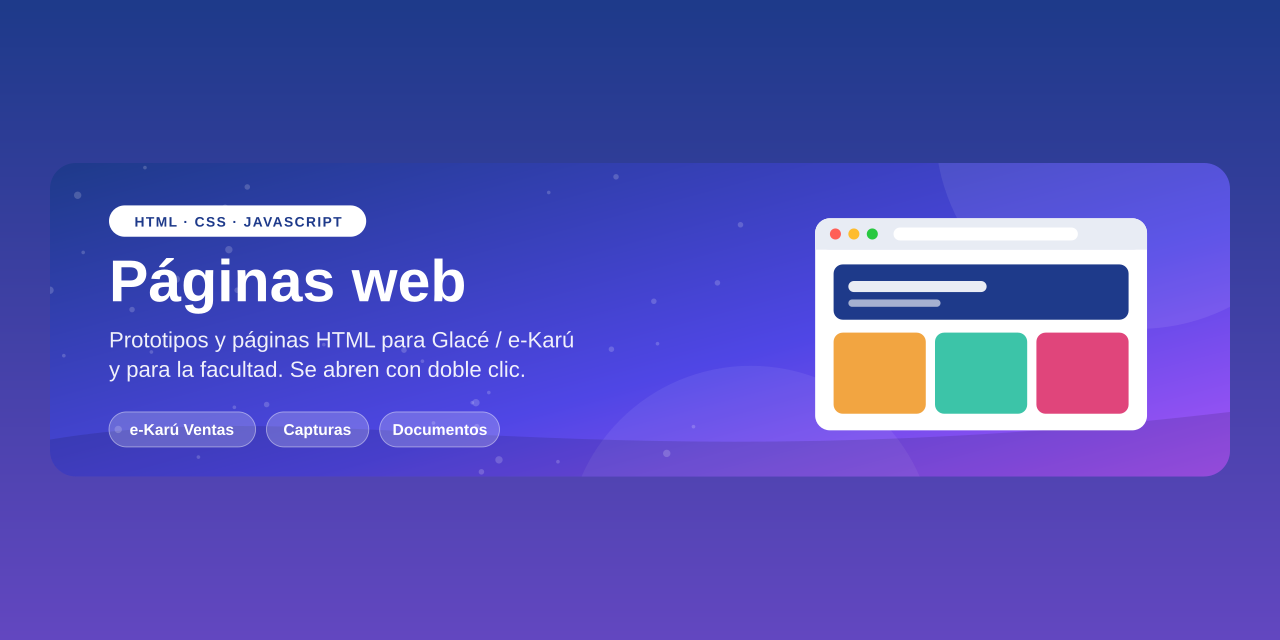 HTML · CSS · JAVASCRIPT
Páginas web
Prototipos y páginas HTML para Glacé / e-Karú
y para la facultad. Se abren con doble clic.
e-Karú Ventas
Capturas
Documentos